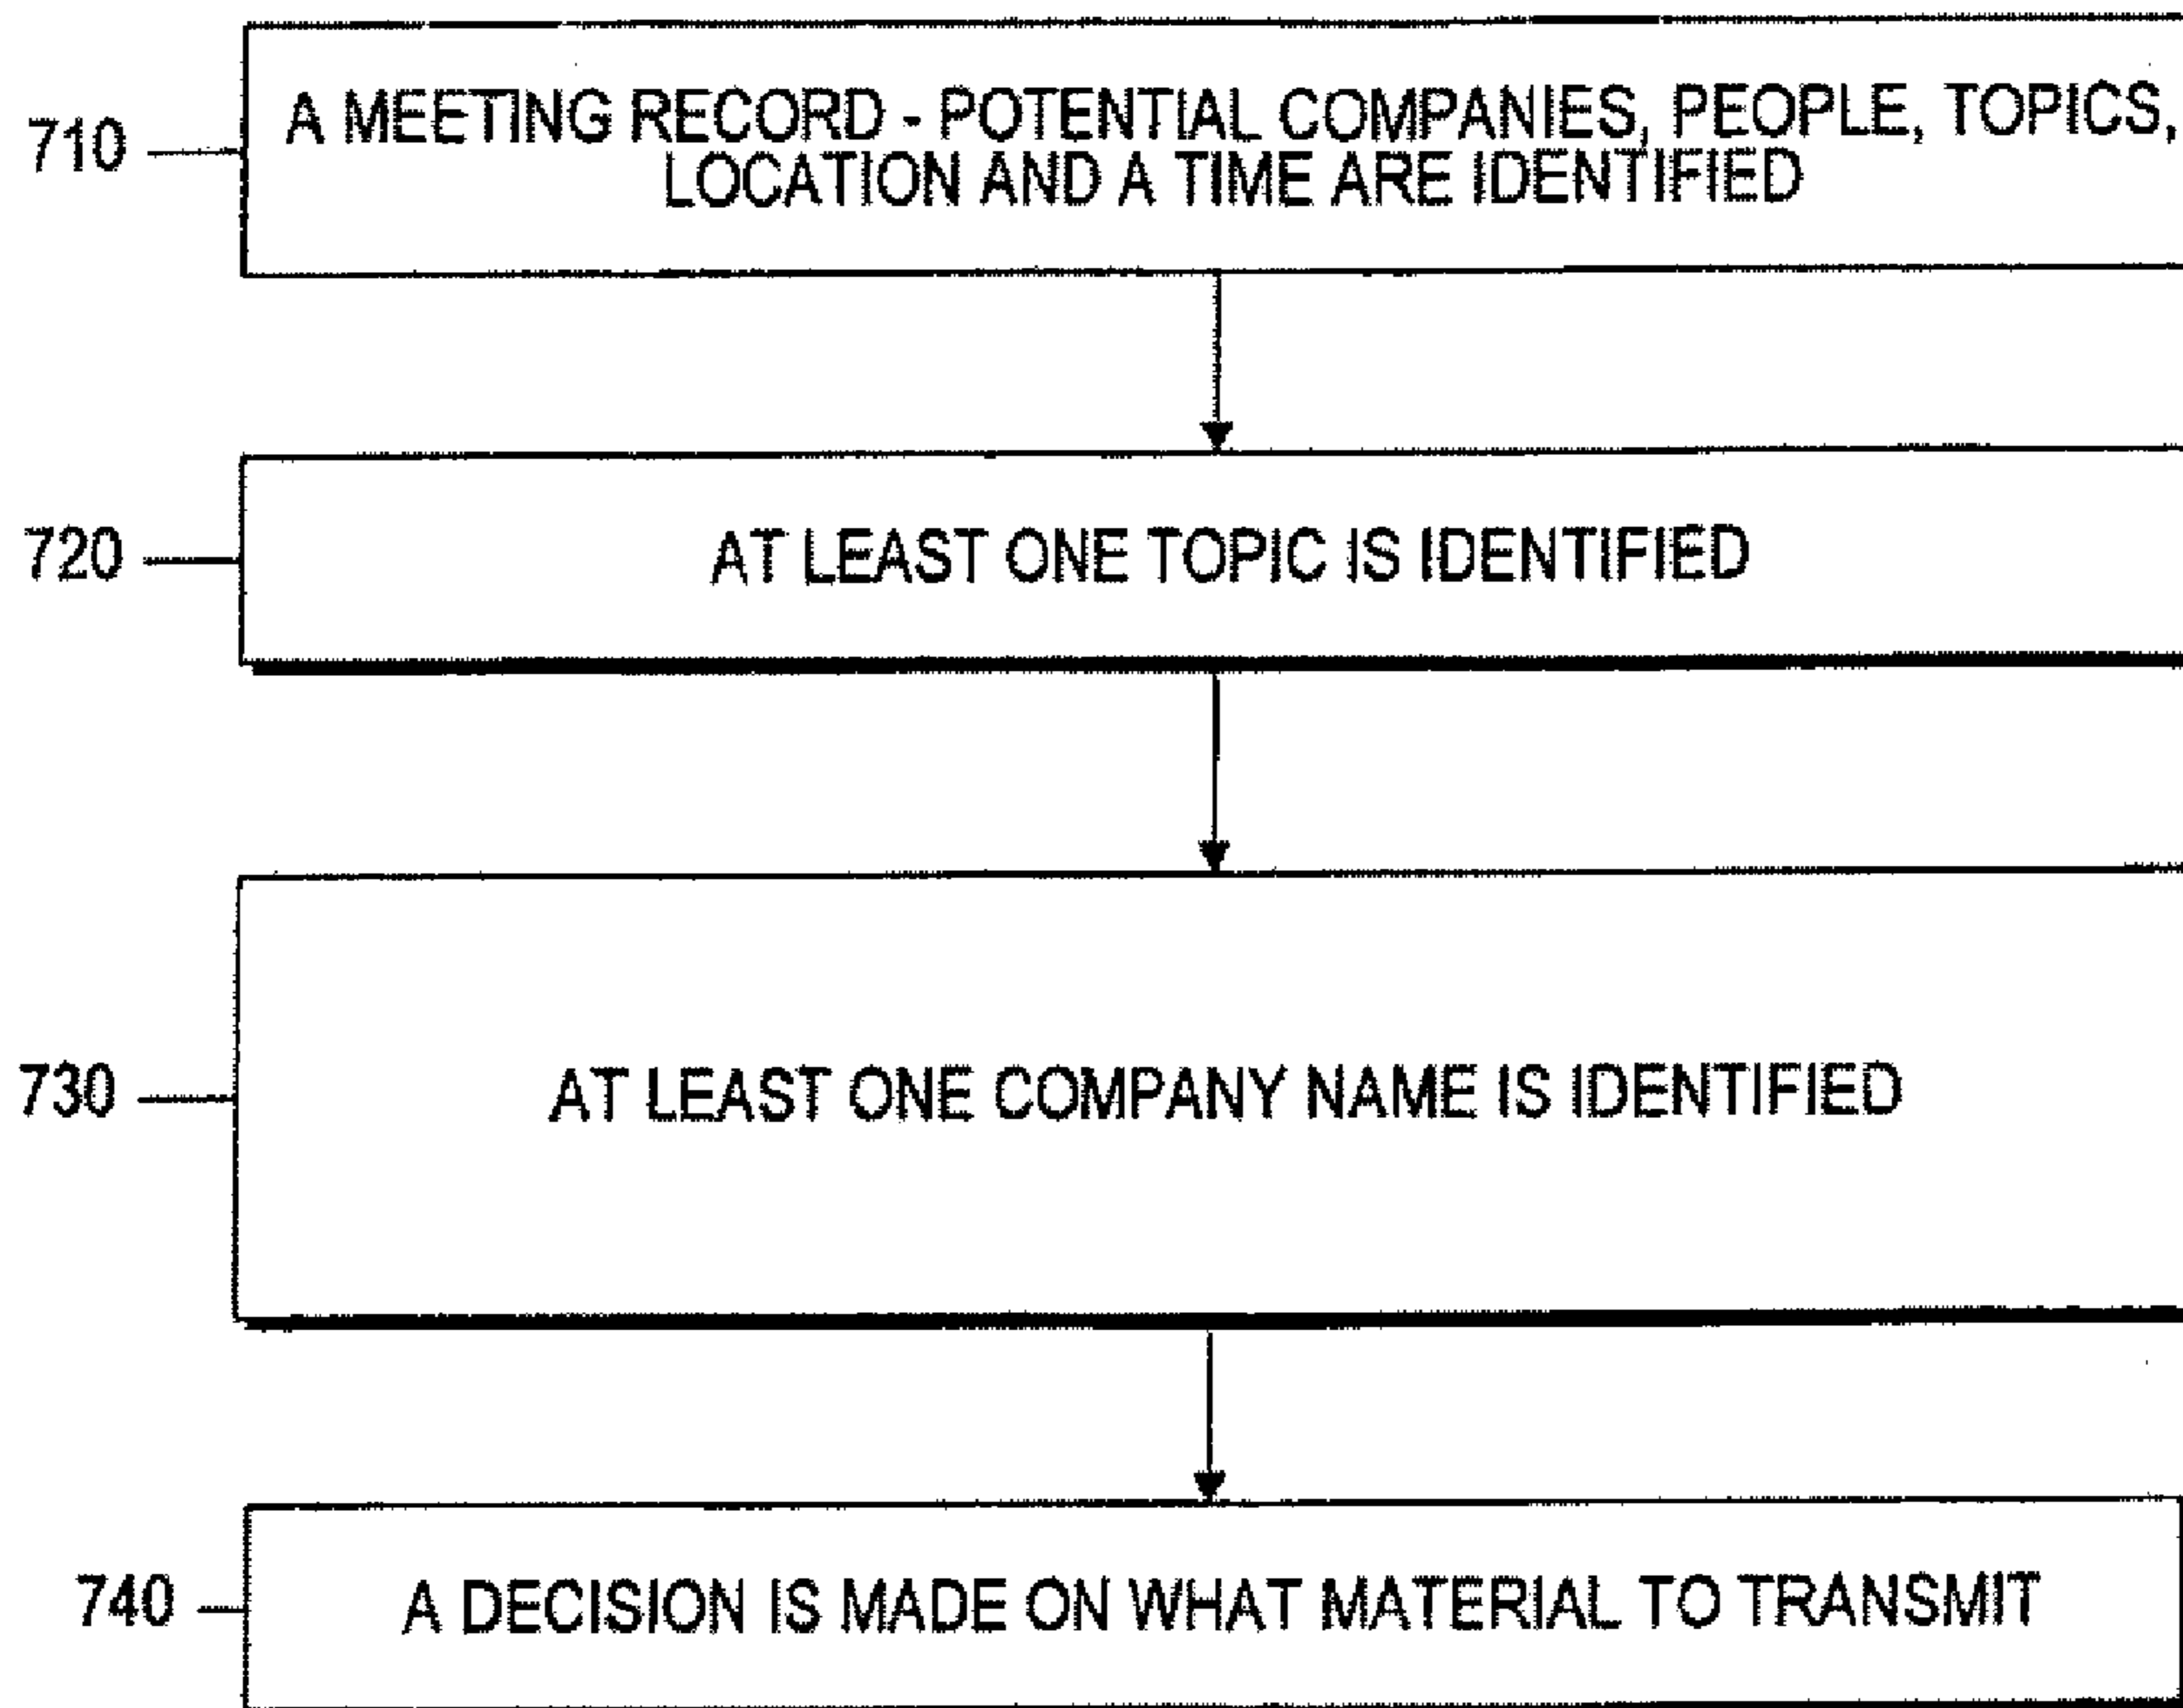 710
A MEETING RECORD - POTENTIAL COMPANIES, PEOPLE, TOPICS,
LOCATION AND A TIME ARE IDENTIFIED
720
AT LEAST ONE TOPIC IS IDENTIFIED
730
AT LEAST ONE COMPANY NAME IS IDENTIFIED
740
A DECISION IS MADE ON WHAT MATERIAL TO TRANSMIT